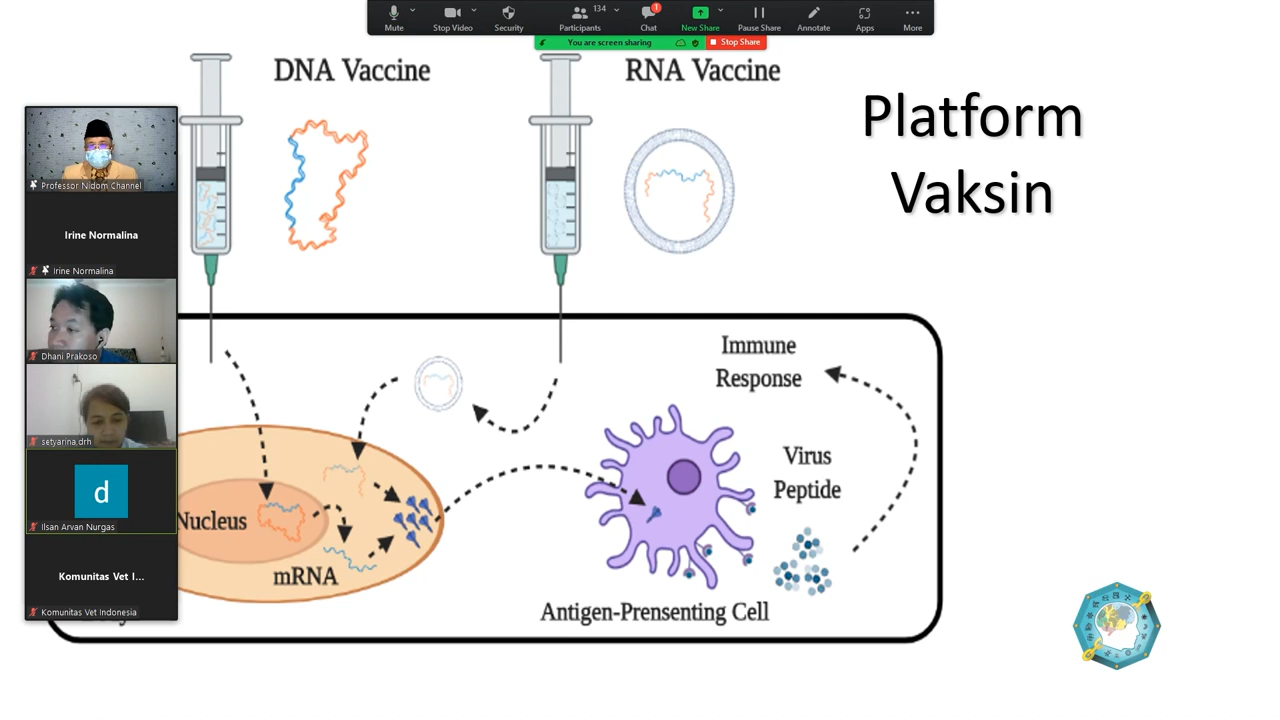 134
1
Mute
Stop Video
Security
Participants
Chat
New Share
Pause Share
Annotate
Apps
More
You are screen sharing
Stop Share
DNA Vaccine
RNA Vaccine
Platform
Vaksin
Professor Nidom Channel
Irine Normalina
Irine Normalina
Dhani Prakoso
setyarina,drh
d
Ilsan Arvan Nurgas
Komunitas Vet I...
Komunitas Vet Indonesia
Immune
Response
Virus
Peptide
Nucleus
mRNA
Antigen-Prensenting Cell